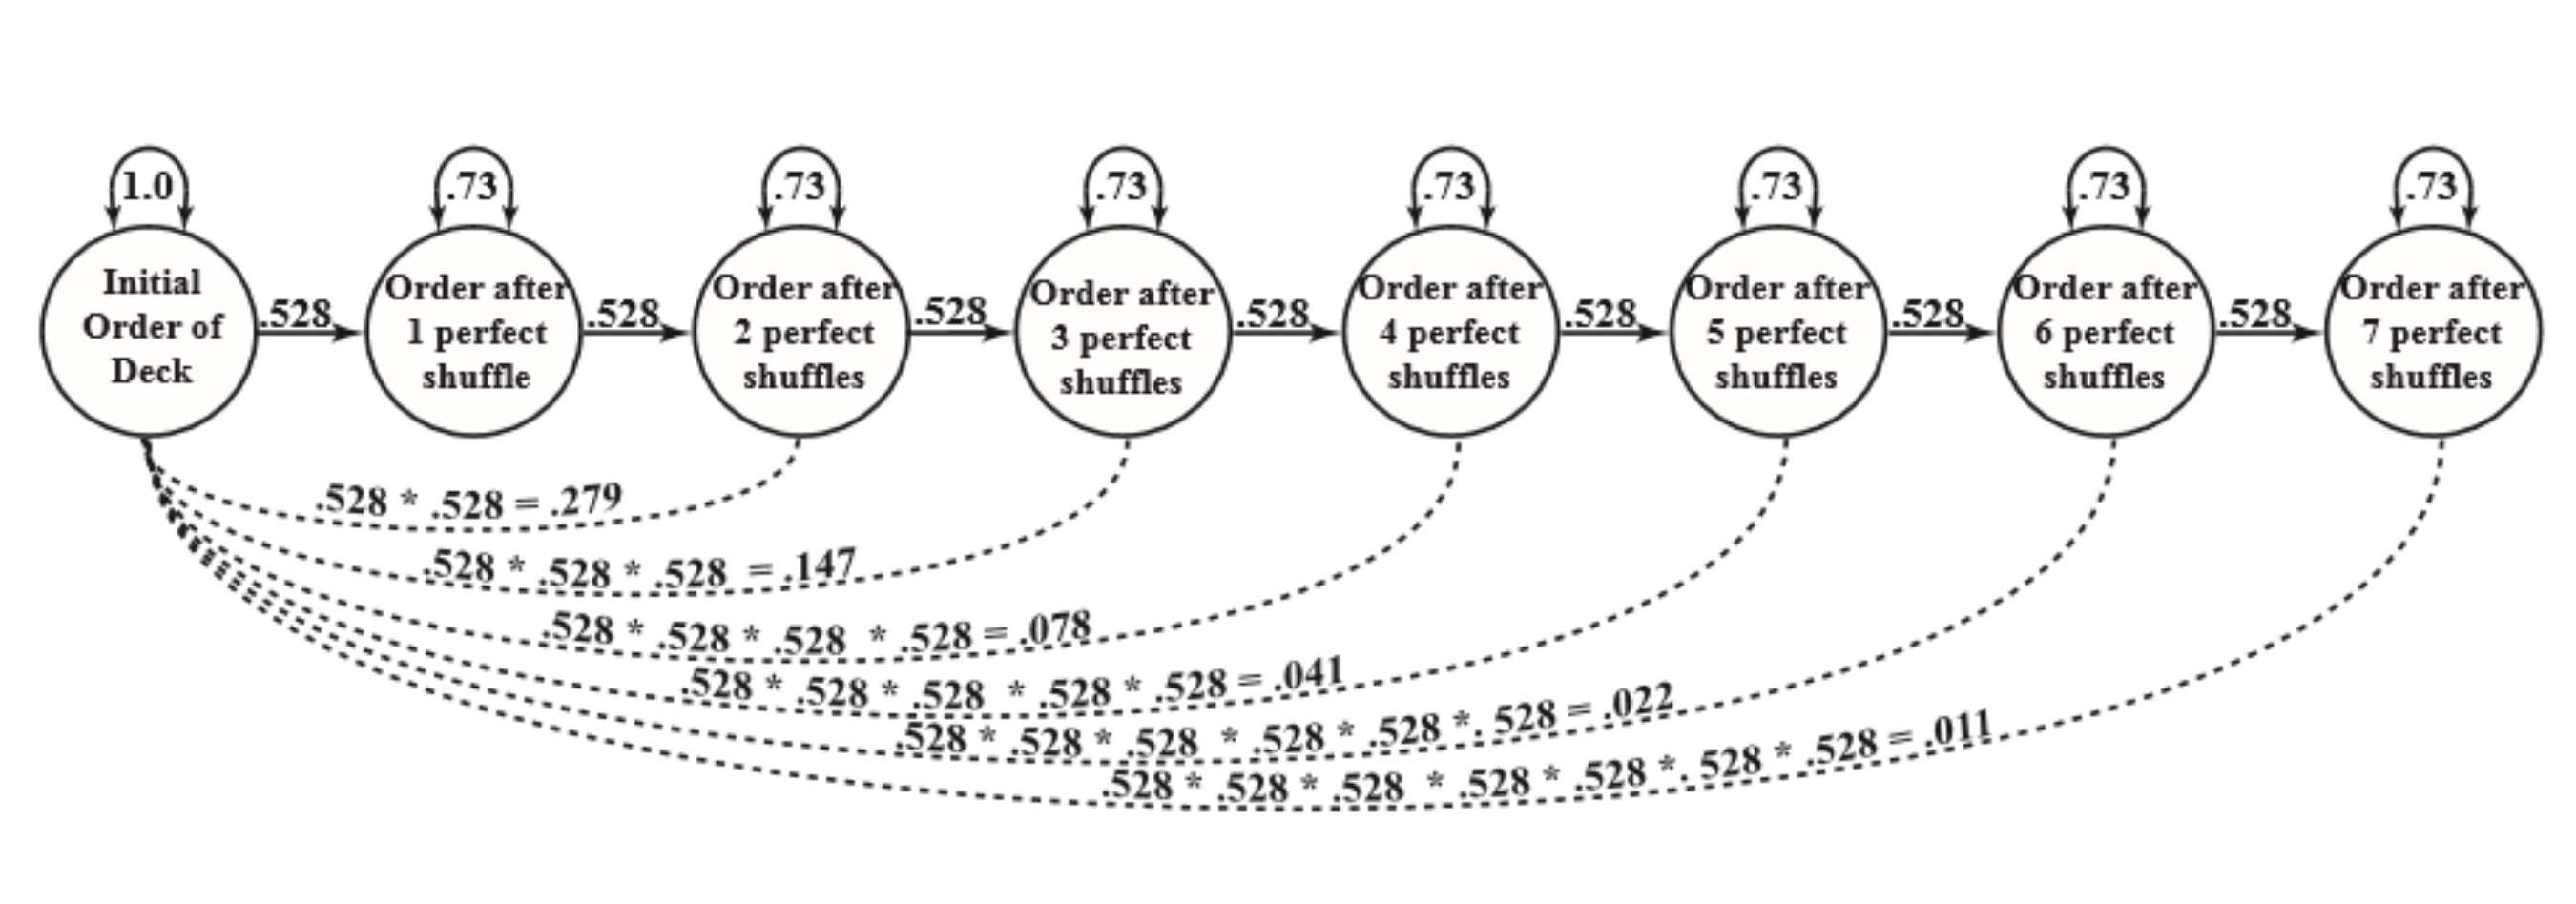 1.0
.73
.73
.73
.73
.73
.73
.73
Initial
Order of
Deck
.528
Order after
1 perfect
shuffle
.528
Order after
2 perfect
shuffles
.528
Order after
3 perfect
shuffles
.528
Order after
4 perfect
shuffles
.528
Order after
5 perfect
shuffles
.528
Order after
6 perfect
shuffles
.528
Order after
7 perfect
shuffles
.528 * .528 = .279
.528 * .528 * .528 = .147
.528 * .528 * .528 * .528 = .078
.528 * .528 * .528 * .528 * .528 = .041
.528 * .528 * .528 * .528 * .528 *. 528 = .022
.528 * .528 * .528 * .528 * .528 *. 528 * .528 = .011